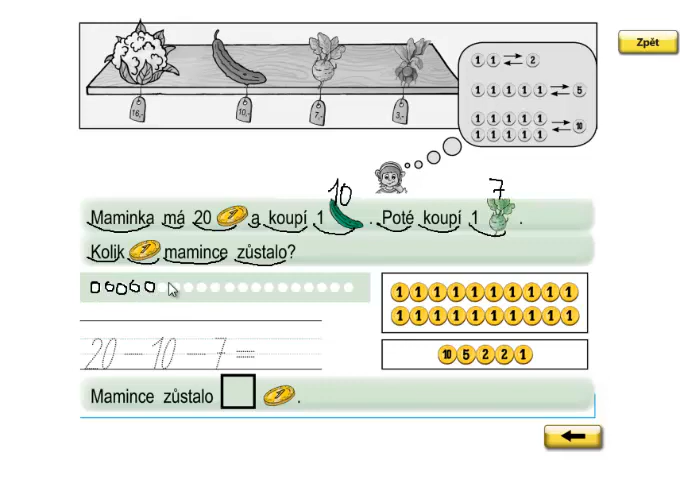 Zpět
16,- 10,- 7,- 3,-
1 1 2
1 1 1 1 1 5
1 1 1 1 1 10
1 1 1 1 1
10 7
Maminka má 20 1 a koupí 1 . Poté koupí 1 .
Kolik 1 mamince zůstalo?
1 1 1 1 1 1 1 1 1 1
1 1 1 1 1 1 1 1 1 1
20 - 10 - 7 =
10 5 2 2 1
Mamince zůstalo 1 .